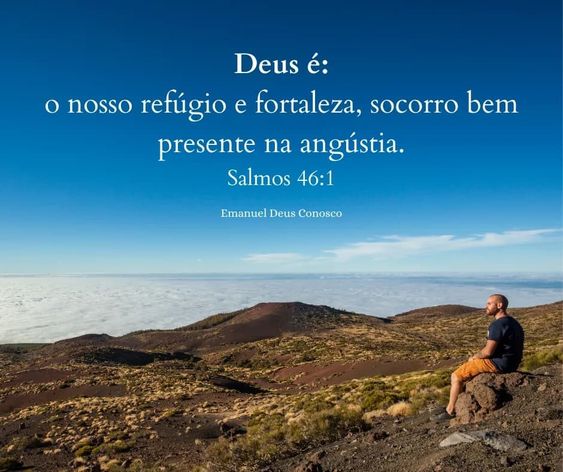 Deus é:
o nosso refúgio e fortaleza, socorro bem
presente na angústia.
Salmos 46:1
Emanuel Deus Conosco